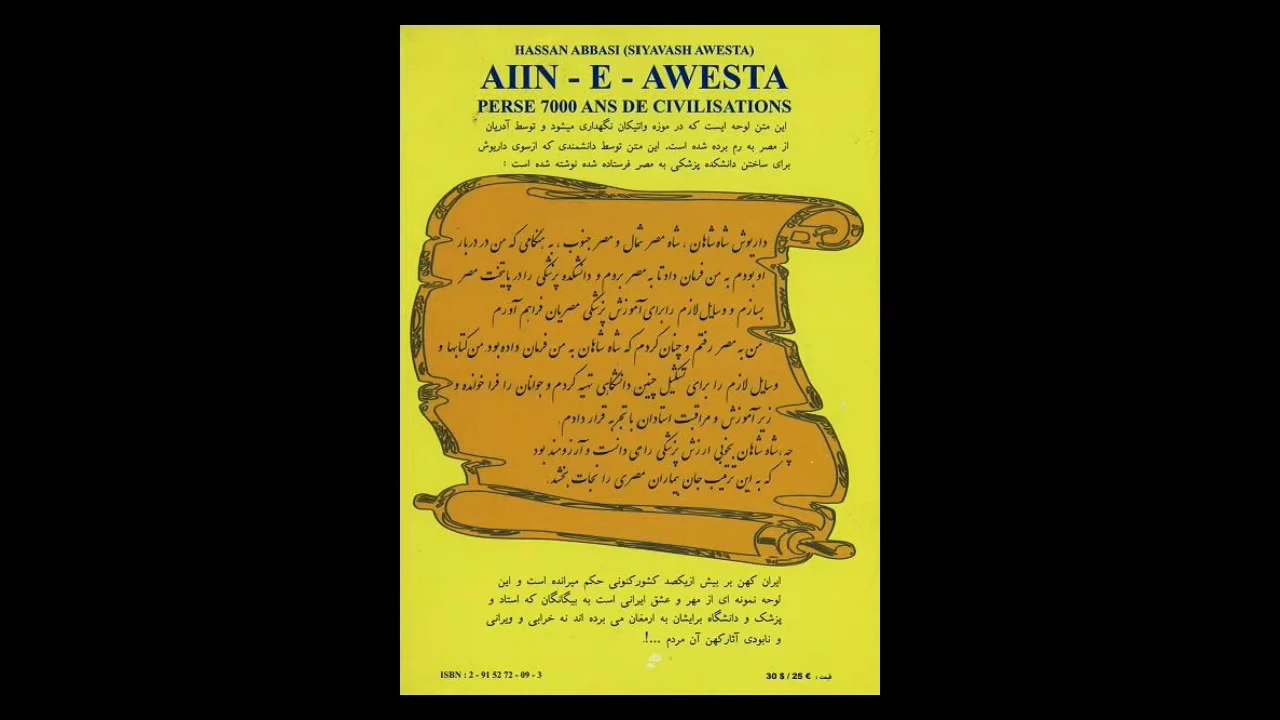 HASSAN ABBASI (SIYAVASH AWESTA)
AIIN - E - AWESTA
PERSE 7000 ANS DE CIVILISATIONS
این متن لوحه ایست که در موزه واتیکان نگهداری میشود و توسط آدریان
از مصر به رم برده شده است. این متن توسط دانشمندی که ازسوی داریوش
برای ساختن دانشکده پزشکی به مصر فرستاده شده نوشته شده است :
داریوش شاه شاهان ، شاه مصر شمال و مصر جنوب ، به هنگامی که من در دربار
او بودم به من فرمان داد تا به مصر بروم و دانشکده پزشکی را در پایتخت مصر
بسازم و وسایل لازم را برای آموزش پزشکی مصریان فراهم آورم
من به مصر رفتم و چنان کردم که شاه شاهان به من فرمان داده بود. من کتابها و
وسایل لازم را برای تشکیل چنین دانشگاهی تهیه کردم و جوانان را فرا خوانده و
زیر آموزش و مراقبت استادان با تجربه قرار دادم.
چه، شاه شاهان بخوبی ارزش پزشکی را می دانست و آرزومند بود
که به این ترتیب جان بیماران مصری را نجات بخشد.
ایران کهن بر بیش ازیکصد کشورکنونی حکم میرانده است و این
لوحه نمونه ای از مهر و عشق ایرانی است به بیگانگان که استاد و
پزشک و دانشگاه برایشان به ارمغان می برده اند نه خرابی و ویرانی
و نابودی آثارکهن آن مردم ...!.
ISBN : 2 - 91 52 72 - 09 - 3
قیمت : 30 $ / 25 €